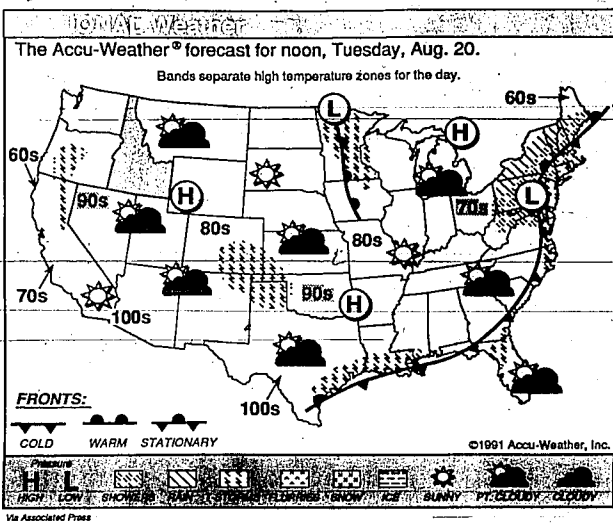 IONAL Weather
The Accu-Weather® forecast for noon, Tuesday, Aug. 20.
Bands separate high temperature zones for the day.
L
60s
H
60s
90s
H
80s
70s
L
80s
70s
100s
90s
H
100s
FRONTS:
COLD WARM STATIONARY
©1991 Accu-Weather, Inc.
Pressure
H L
HIGH LOW SHOWERS RAIN T-STORMS FLURRIES SNOW ICE SUNNY PT. CLOUDY CLOUDY
Via Associated Press